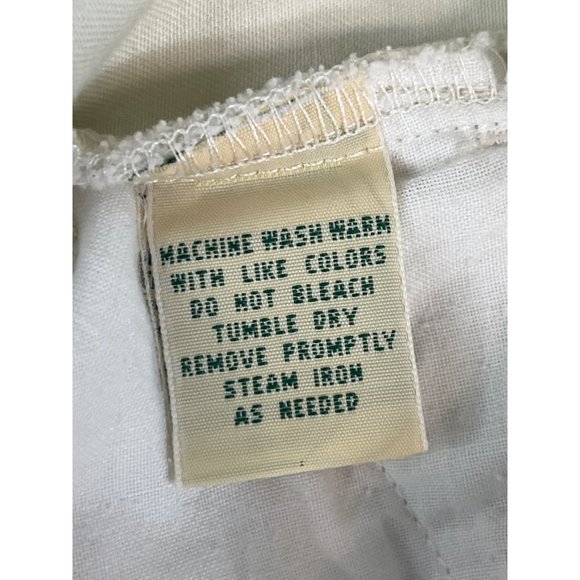 MACHINE WASH WARM
WITH LIKE COLORS
DO NOT BLEACH
TUMBLE DRY
REMOVE PROMPTLY
STEAM IRON
AS NEEDED